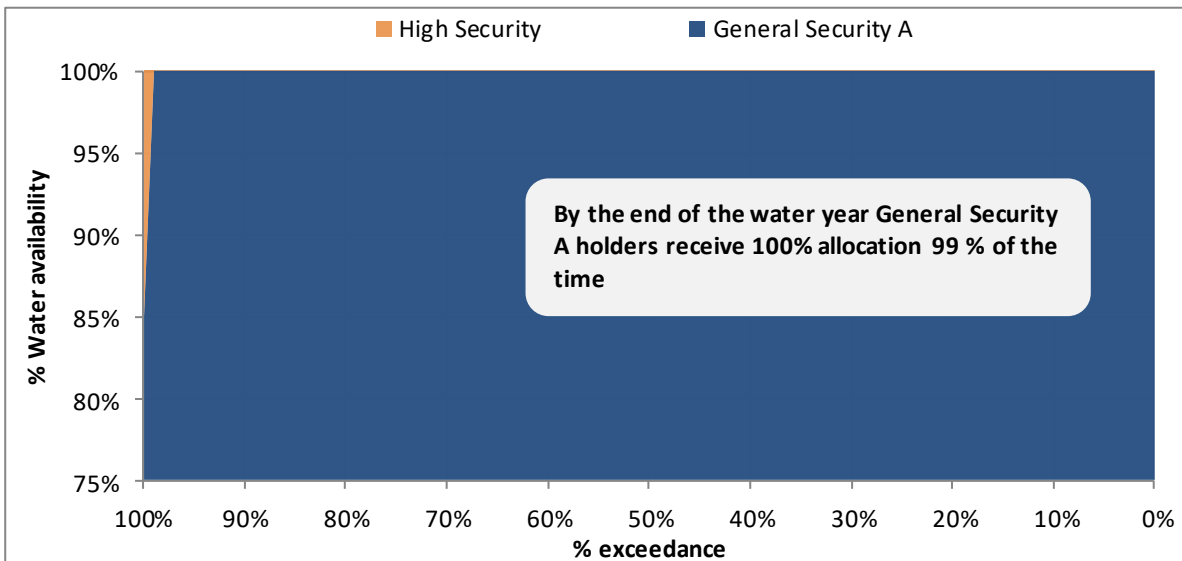 High Security General Security A
100%
95%
90%
85%
80%
75%
% Water availability
By the end of the water year General Security
A holders receive 100% allocation 99 % of the
time
100% 90% 80% 70% 60% 50% 40% 30% 20% 10% 0%
% exceedance